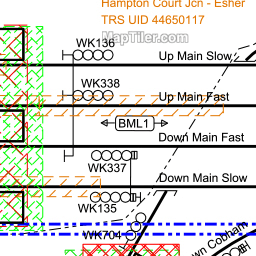 Hampton Court Jcn - Esher
TRS UID 44650117
MapTiler.com
WK136
Up Main Slow
WK338
Up Main Fast
BML1
Down Main Fast
WK337
Down Main Slow
WK135
WK704
Cobham